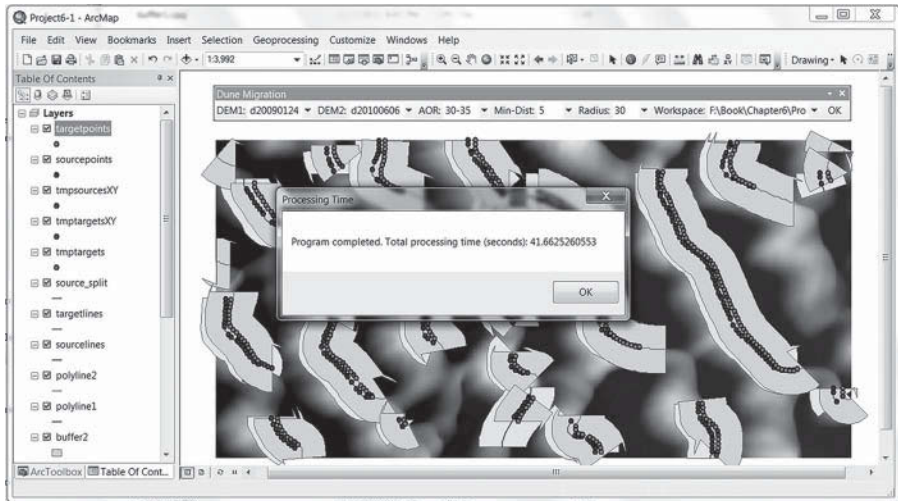 Project6-1 - ArcMap
File Edit View Bookmarks Insert Selection Geoprocessing Customize Windows Help
1:3,992
Drawing
Table Of Contents
Layers
targetpoints
sourcepoints
tmpsourcesXY
tmptargetsXY
tmptargets
source_split
targetlines
sourcelines
polyline2
polyline1
buffer2
ArcToolbox Table Of Cont...
Dune Migration
DEM1: d20090124 DEM2: d20100606 AOR: 30-35 Min-Dist: 5 Radius: 30 Workspace: F:\Book\Chapter6\Pro OK
Processing Time
Program completed. Total processing time (seconds): 41.6625260553
OK